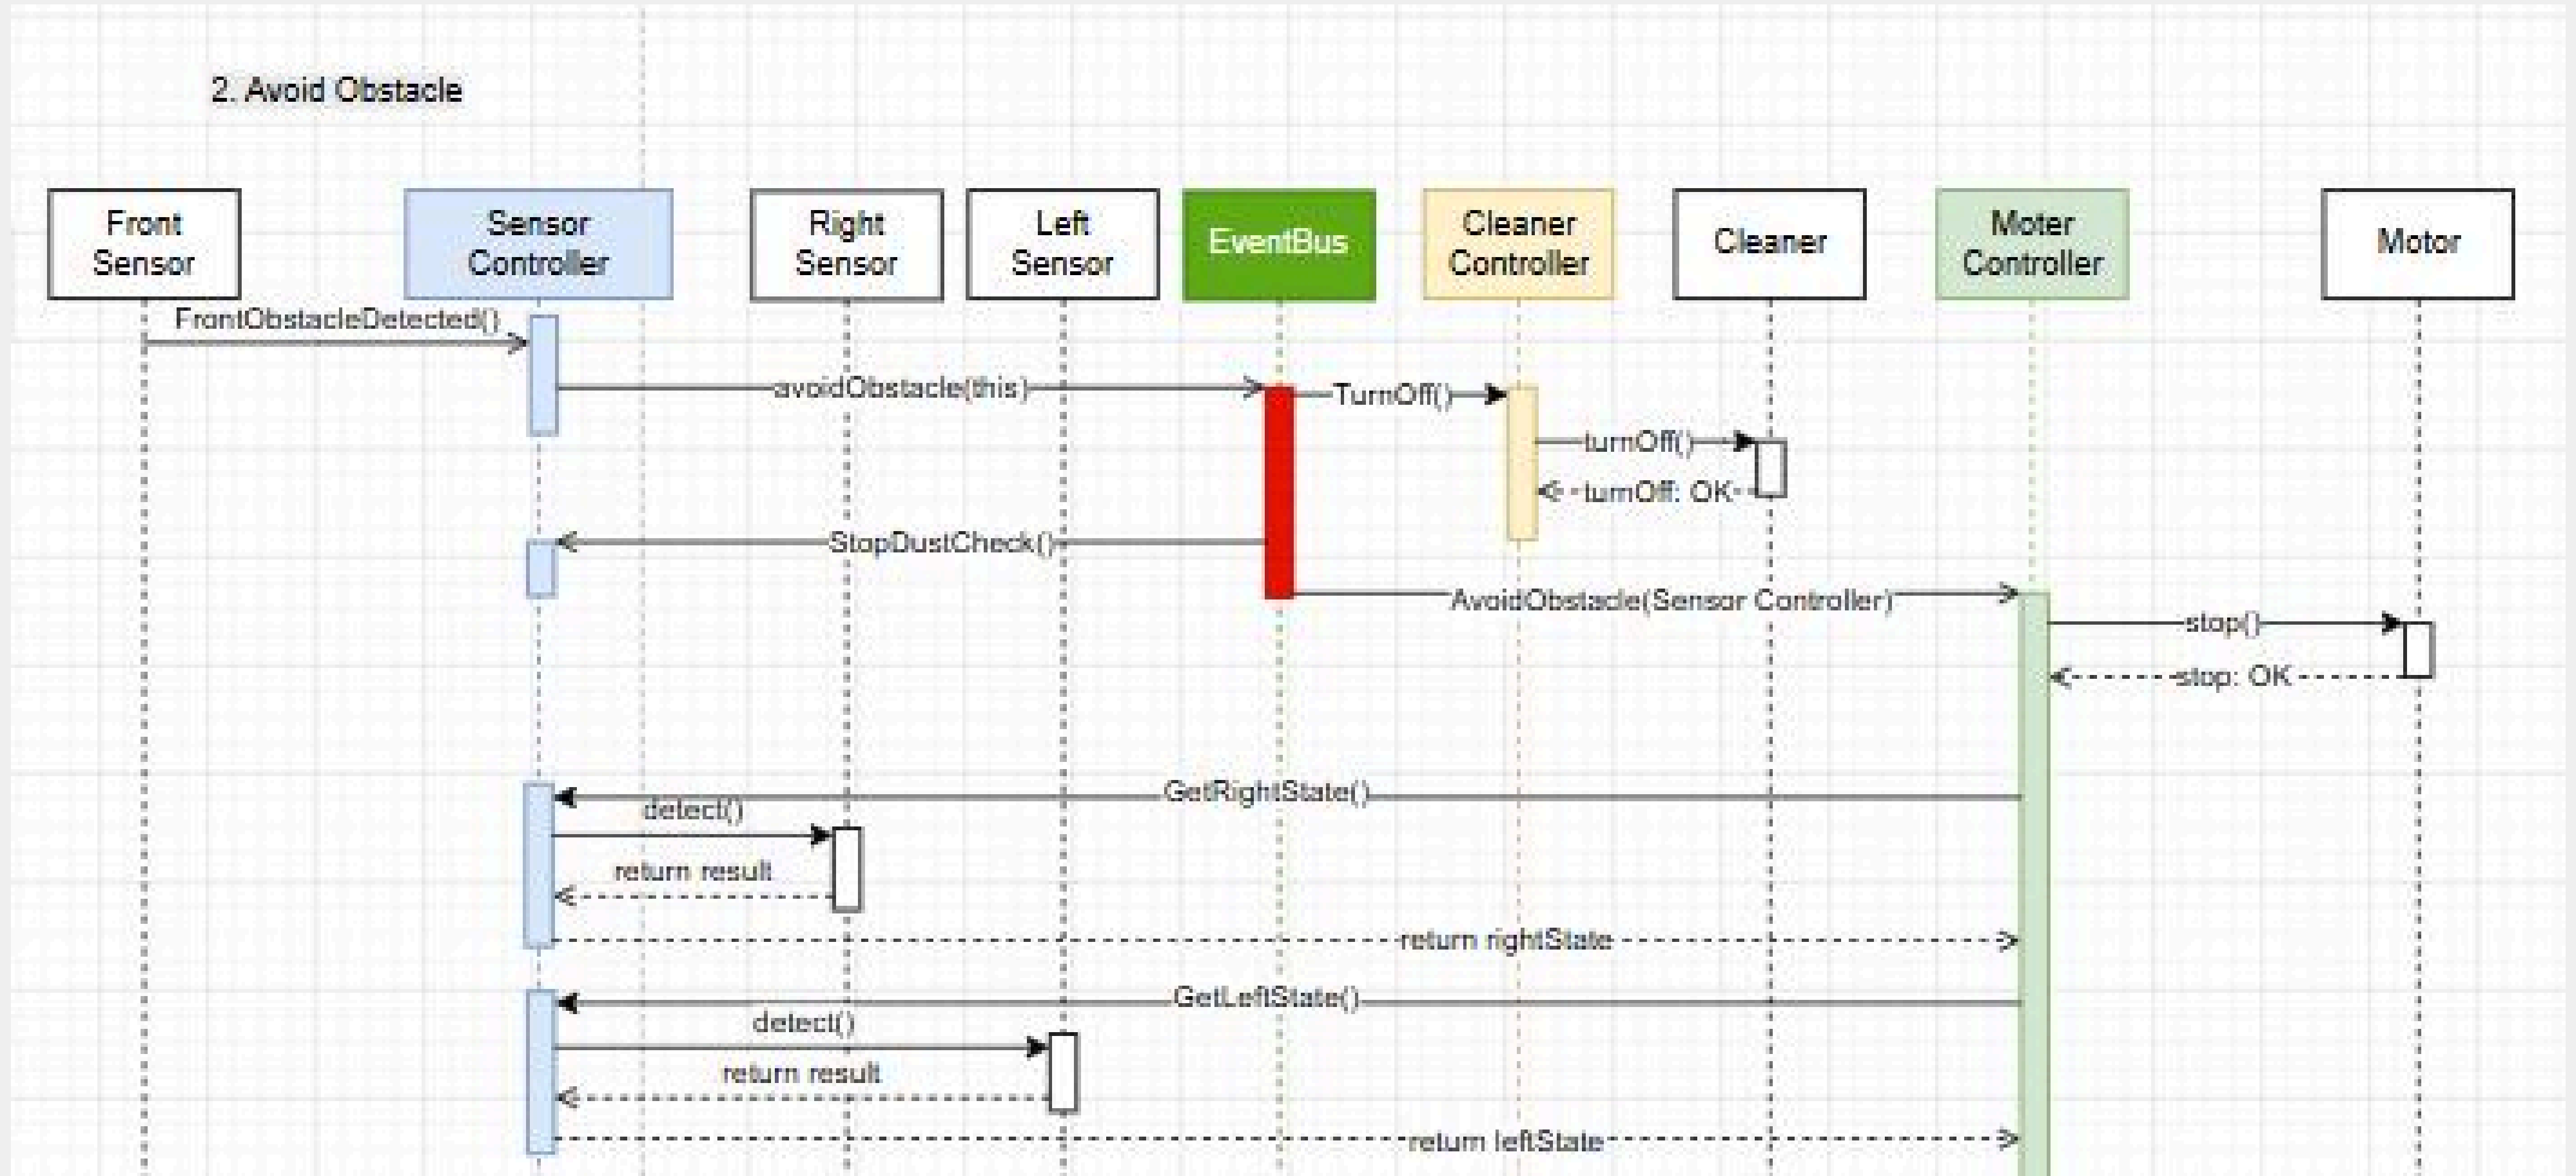 2. Avoid Obstacle
Front
Sensor
Sensor
Controller
Right
Sensor
Left
Sensor
EventBus
Cleaner
Controller
Cleaner
Moter
Controller
Motor
FrontObstacleDetected()
avoidObstacle(this)
TurnOff()
turnOff()
turnOff: OK
StopDustCheck()
AvoidObstacle(Sensor Controller)
stop()
stop: OK
GetRightState()
detect()
return result
return rightState
GetLeftState()
detect()
return result
return leftState